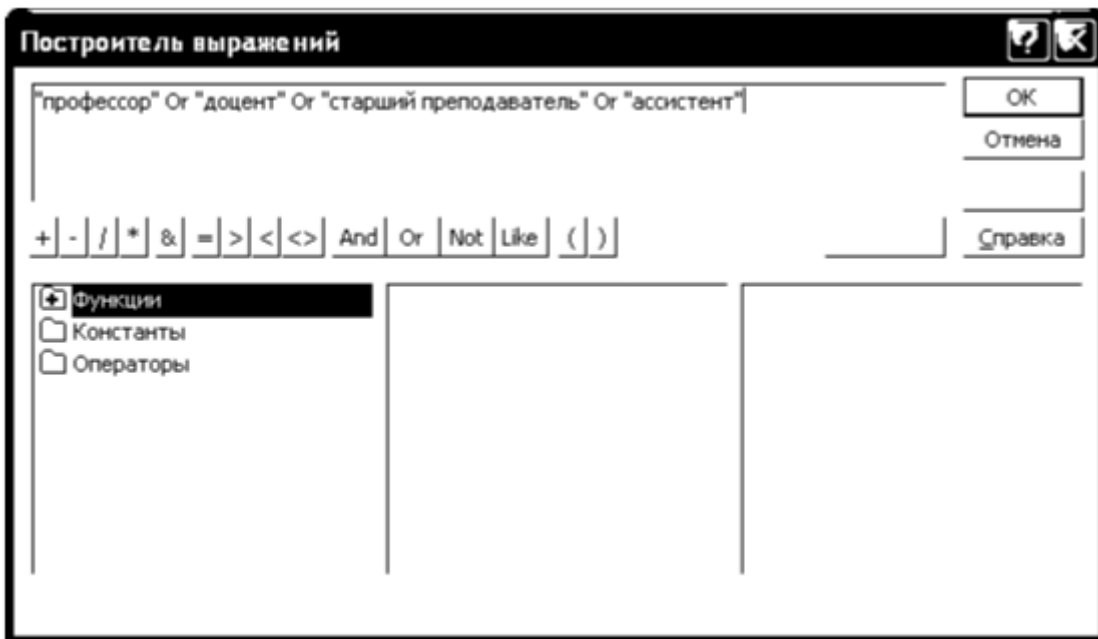 Построитель выражений
"профессор" Or "доцент" Or "старший преподаватель" Or "ассистент"
OK
Отмена
+ - / * & = > < <> And Or Not Like ( )
Справка
Функции
Константы
Операторы